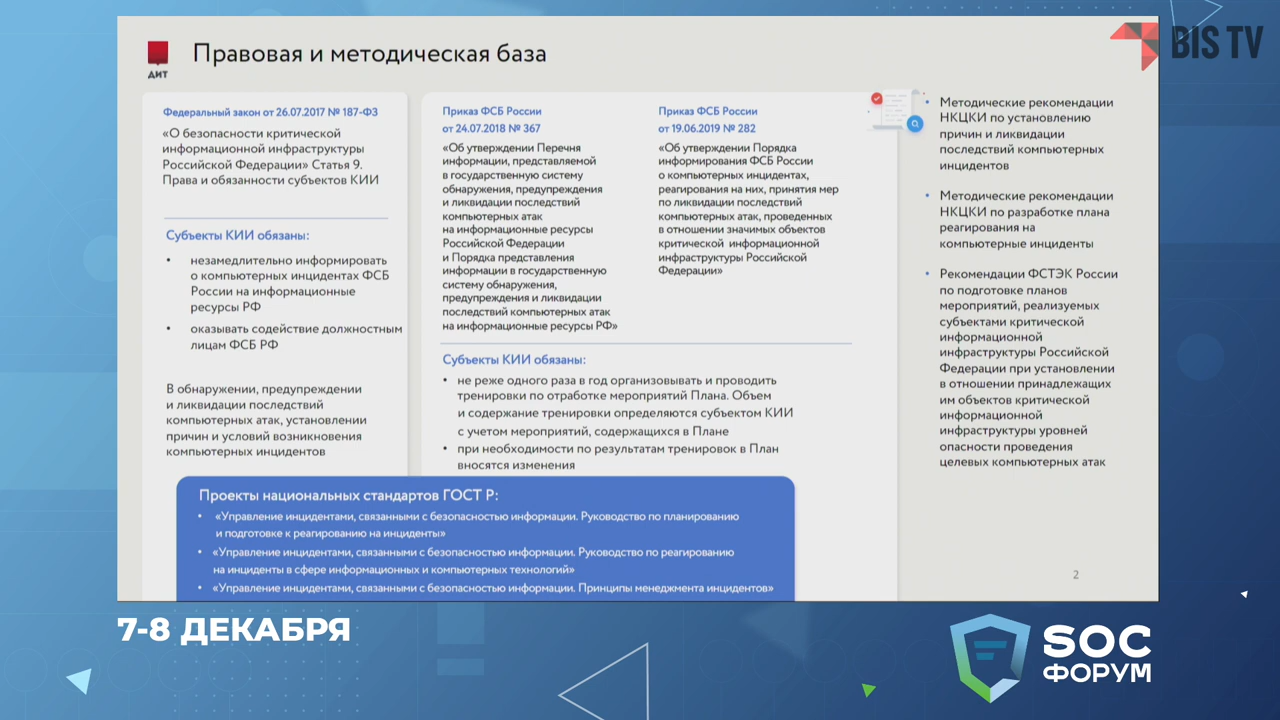 BIS TV
ДИТ
Правовая и методическая база
Федеральный закон от 26.07.2017 № 187-ФЗ
«О безопасности критической
информационной инфраструктуры
Российской Федерации» Статья 9.
Права и обязанности субъектов КИИ
Субъекты КИИ обязаны:
• незамедлительно информировать
о компьютерных инцидентах ФСБ
России на информационные
ресурсы РФ
• оказывать содействие должностным
лицам ФСБ РФ
В обнаружении, предупреждении
и ликвидации последствий
компьютерных атак, установлении
причин и условий возникновения
компьютерных инцидентов
Приказ ФСБ России
от 24.07.2018 № 367
«Об утверждении Перечня
информации, представляемой
в государственную систему
обнаружения, предупреждения
и ликвидации последствий
компьютерных атак
на информационные ресурсы
Российской Федерации
и Порядка представления
информации в государственную
систему обнаружения,
предупреждения и ликвидации
последствий компьютерных атак
на информационные ресурсы РФ»
Приказ ФСБ России
от 19.06.2019 № 282
«Об утверждении Порядка
информирования ФСБ России
о компьютерных инцидентах,
реагирования на них, принятия мер
по ликвидации последствий
компьютерных атак, проведенных
в отношении значимых объектов
критической информационной
инфраструктуры Российской
Федерации»
Субъекты КИИ обязаны:
• не реже одного раза в год организовывать и проводить
тренировки по отработке мероприятий Плана. Объем
и содержание тренировки определяются субъектом КИИ
с учетом мероприятий, содержащихся в Плане
• при необходимости по результатам тренировок в План
вносятся изменения
• Методические рекомендации
НКЦКИ по установлению
причин и ликвидации
последствий компьютерных
инцидентов
• Методические рекомендации
НКЦКИ по разработке плана
реагирования на
компьютерные инциденты
• Рекомендации ФСТЭК России
по подготовке планов
мероприятий, реализуемых
субъектами критической
информационной
инфраструктуры Российской
Федерации при установлении
в отношении принадлежащих
им объектов критической
информационной
инфраструктуры уровней
опасности проведения
целевых компьютерных атак
Проекты национальных стандартов ГОСТ Р:
• «Управление инцидентами, связанными с безопасностью информации. Руководство по планированию
и подготовке к реагированию на инциденты»
• «Управление инцидентами, связанными с безопасностью информации. Руководство по реагированию
на инциденты в сфере информационных и компьютерных технологий»
• «Управление инцидентами, связанными с безопасностью информации. Принципы менеджмента инцидентов»
2
7-8 ДЕКАБРЯ
SOC
ФОРУМ